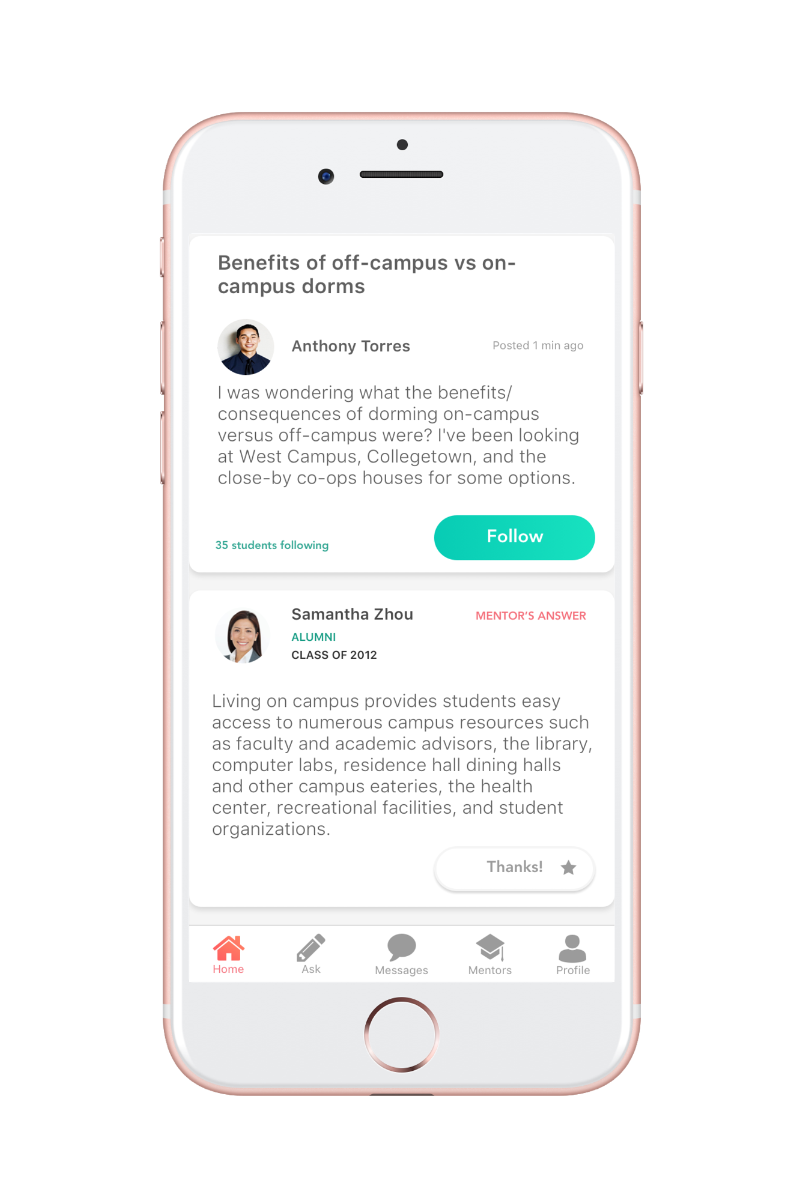 Benefits of off-campus vs on-
campus dorms
Anthony Torres
Posted 1 min ago
I was wondering what the benefits/
consequences of dorming on-campus
versus off-campus were? I've been looking
at West Campus, Collegetown, and the
close-by co-ops houses for some options.
35 students following
Follow
Samantha Zhou
MENTOR'S ANSWER
ALUMNI
CLASS OF 2012
Living on campus provides students easy
access to numerous campus resources such
as faculty and academic advisors, the library,
computer labs, residence hall dining halls
and other campus eateries, the health
center, recreational facilities, and student
organizations.
Thanks!
Home
Ask
Messages
Mentors
Profile